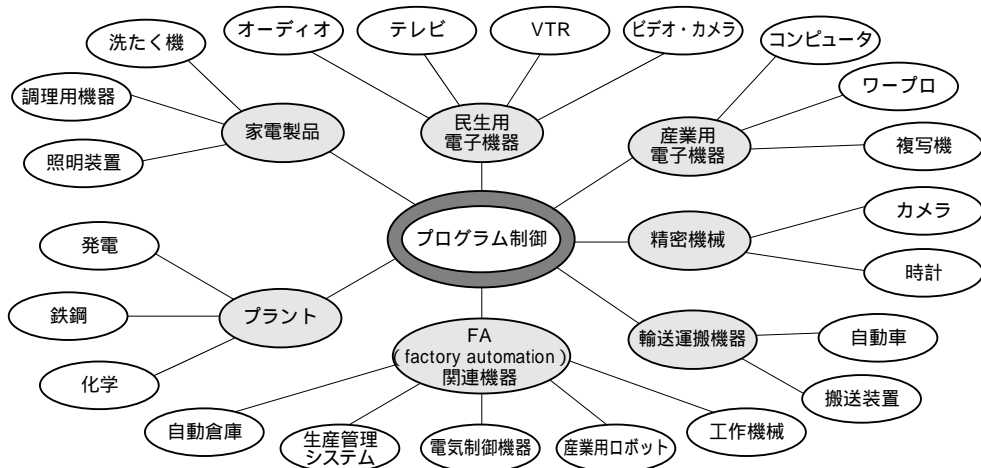 オーディオ
テレビ
VTR
ビデオ・カメラ
コンピュータ
洗たく機
ワープロ
調理用機器
家電製品
民生用
電子機器
産業用
電子機器
複写機
照明装置
カメラ
プログラム制御
精密機械
発電
時計
鉄鋼
プラント
FA
(factory automation)
関連機器
輸送運搬機器
自動車
化学
搬送装置
自動倉庫
生産管理
システム
電気制御機器
産業用ロボット
工作機械